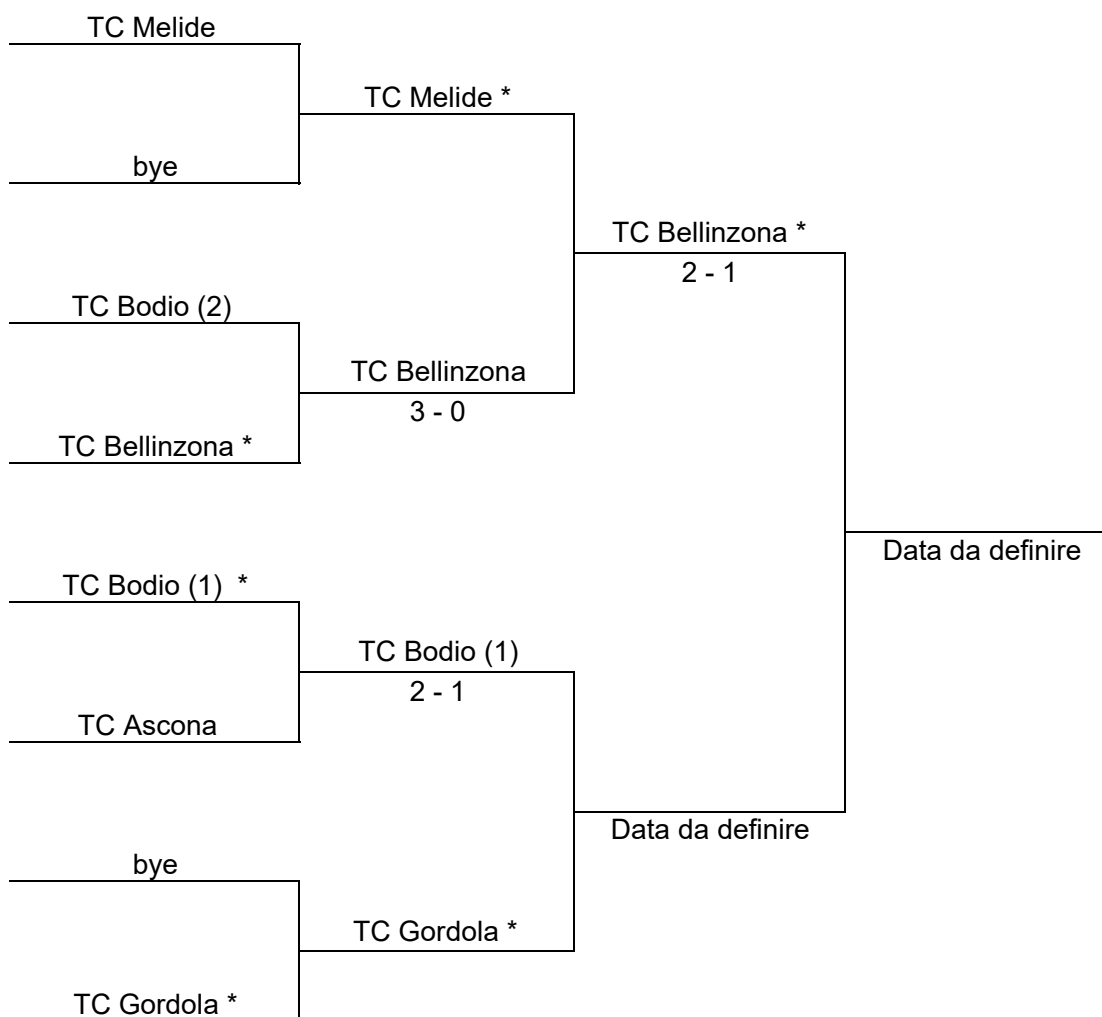 TC Melide
TC Melide *
bye
TC Bellinzona *
2 - 1
TC Bodio (2)
TC Bellinzona
3 - 0
TC Bellinzona *
Data da definire
TC Bodio (1) *
TC Bodio (1)
2 - 1
TC Ascona
Data da definire
bye
TC Gordola *
TC Gordola *